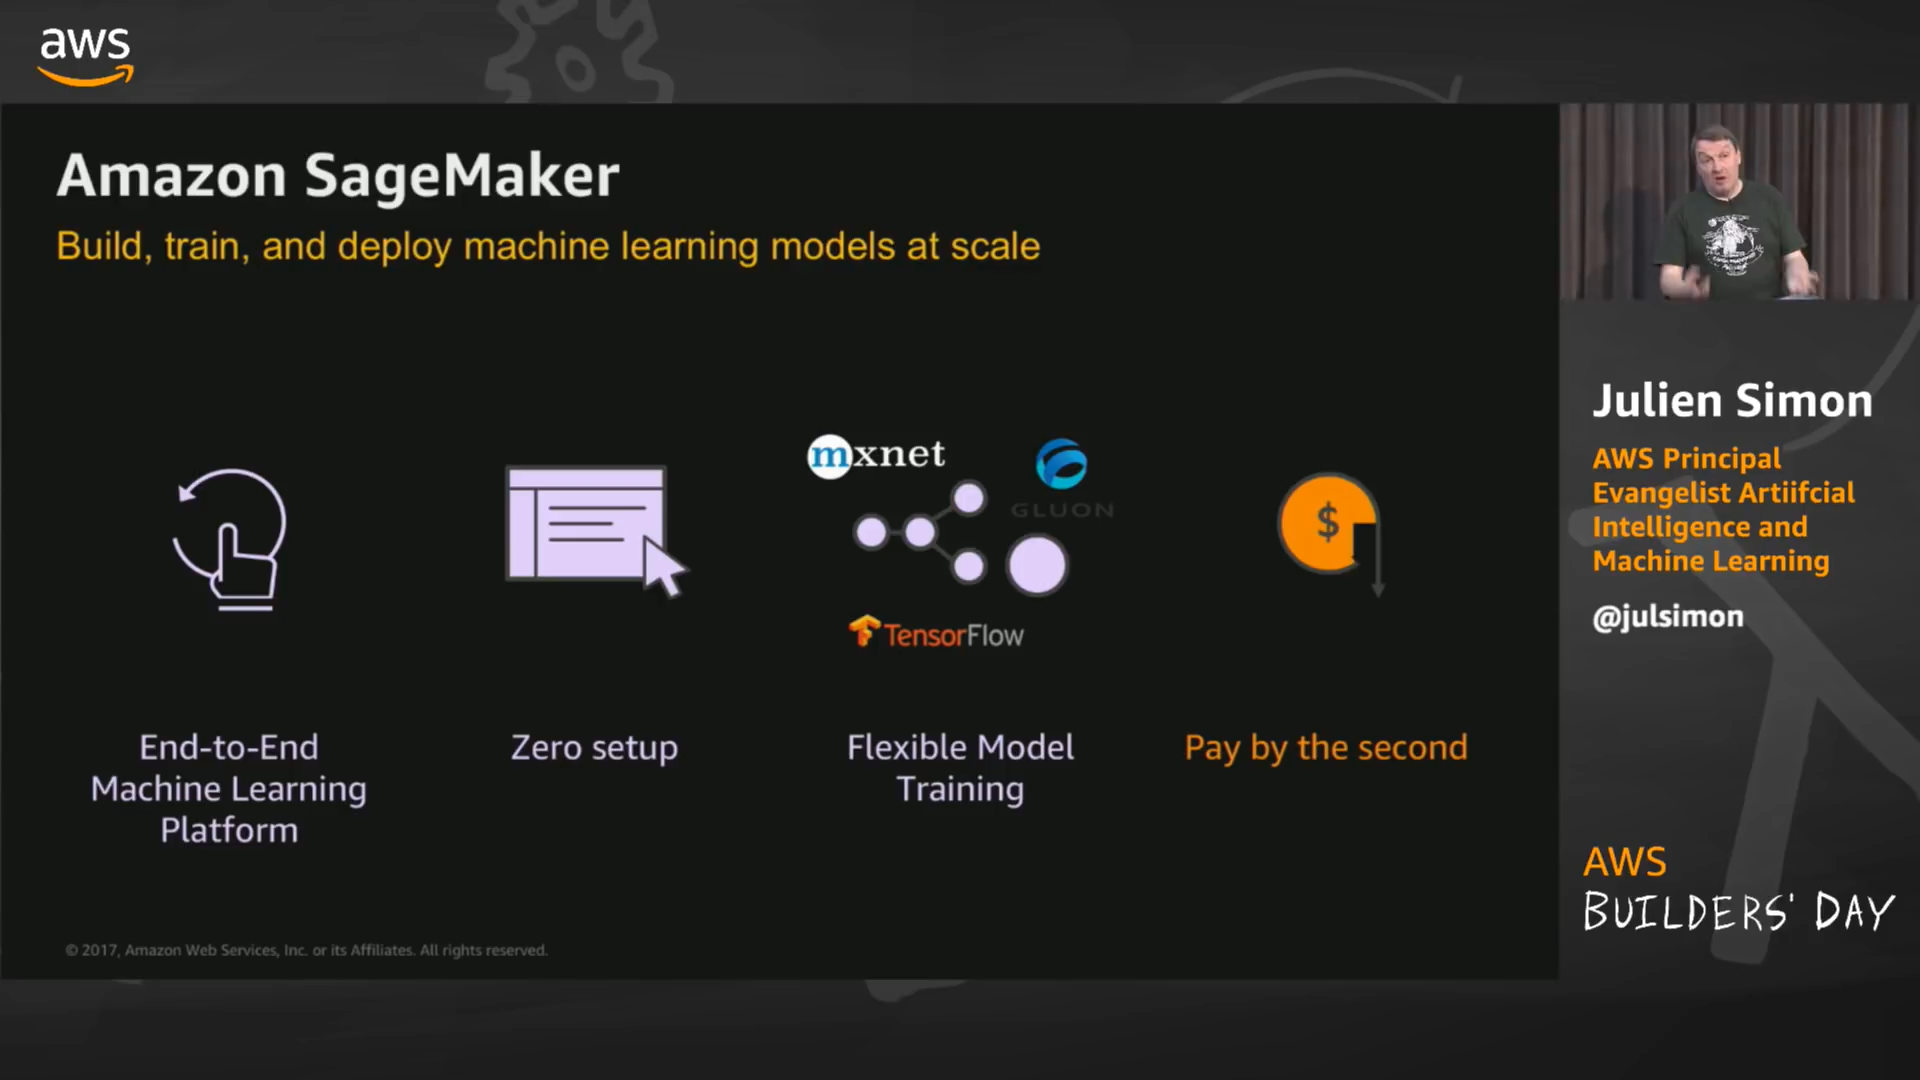 aws
Amazon SageMaker
Build, train, and deploy machine learning models at scale
mxnet
GLUON
$
TensorFlow
End-to-End
Machine Learning
Platform
Zero setup
Flexible Model
Training
Pay by the second
© 2017, Amazon Web Services, Inc. or its Affiliates. All rights reserved.
Julien Simon
AWS Principal
Evangelist Artiifcial
Intelligence and
Machine Learning
@julsimon
AWS
BUILDERS' DAY